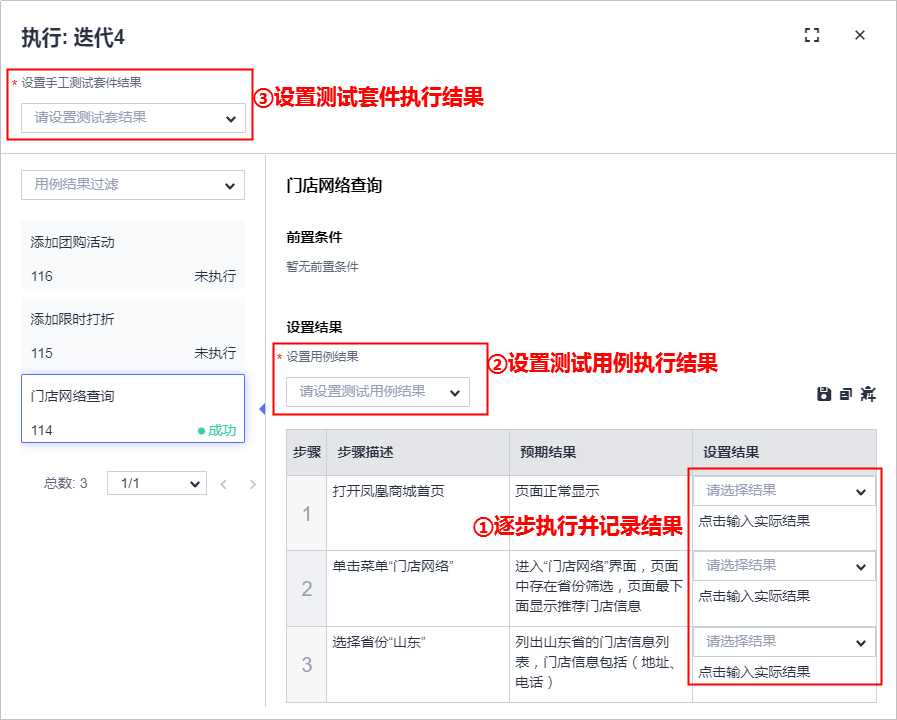 执行: 迭代4
* 设置手工测试套件结果
请设置测试套结果
③设置测试套件执行结果
用例结果过滤
添加团购活动
116 未执行
添加限时打折
115 未执行
门店网络查询
114 成功
总数: 3 1/1
门店网络查询
前置条件
暂无前置条件
设置结果
* 设置用例结果
请设置测试用例结果
②设置测试用例执行结果
步骤 步骤描述 预期结果 设置结果
1 打开凤凰商城首页 页面正常显示 请选择结果
点击输入实际结果
①逐步执行并记录结果
2 单击菜单“门店网络” 进入“门店网络”界面，页面 请选择结果
中存在省份筛选，页面最下 点击输入实际结果
面显示推荐门店信息
3 选择省份“山东” 列出山东省的门店信息列 请选择结果
表，门店信息包括（地址、 点击输入实际结果
电话）